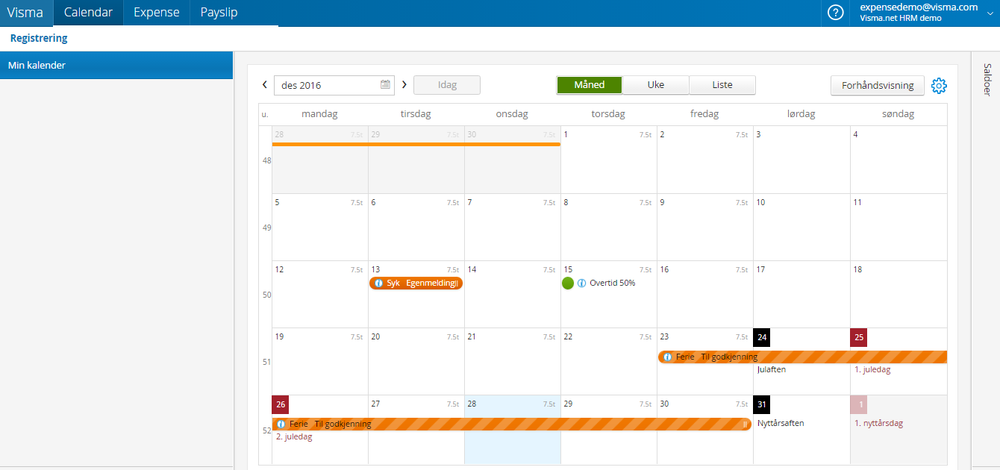 Visma Calendar Expense Payslip
expensedemo@visma.com
Visma.net HRM demo
Registrering
Min kalender
des 2016 Idag Måned Uke Liste Forhåndsvisning
Saldoer
u. mandag tirsdag onsdag torsdag fredag lørdag søndag
28 7.5t 29 7.5t 30 7.5t 1 7.5t 2 7.5t 3 4
48
5 7.5t 6 7.5t 7 7.5t 8 7.5t 9 7.5t 10 11
49
12 7.5t 13 7.5t 14 7.5t 15 7.5t 16 7.5t 17 18
Syk Egenmelding Overtid 50%
50
19 7.5t 20 7.5t 21 7.5t 22 7.5t 23 7.5t 24 25
Ferie Til godkjenning
51
Julaften 1. juledag
26 27 7.5t 28 7.5t 29 7.5t 30 7.5t 31 1
Ferie Til godkjenning Nyttårsaften 1. nyttårsdag
52
2. juledag